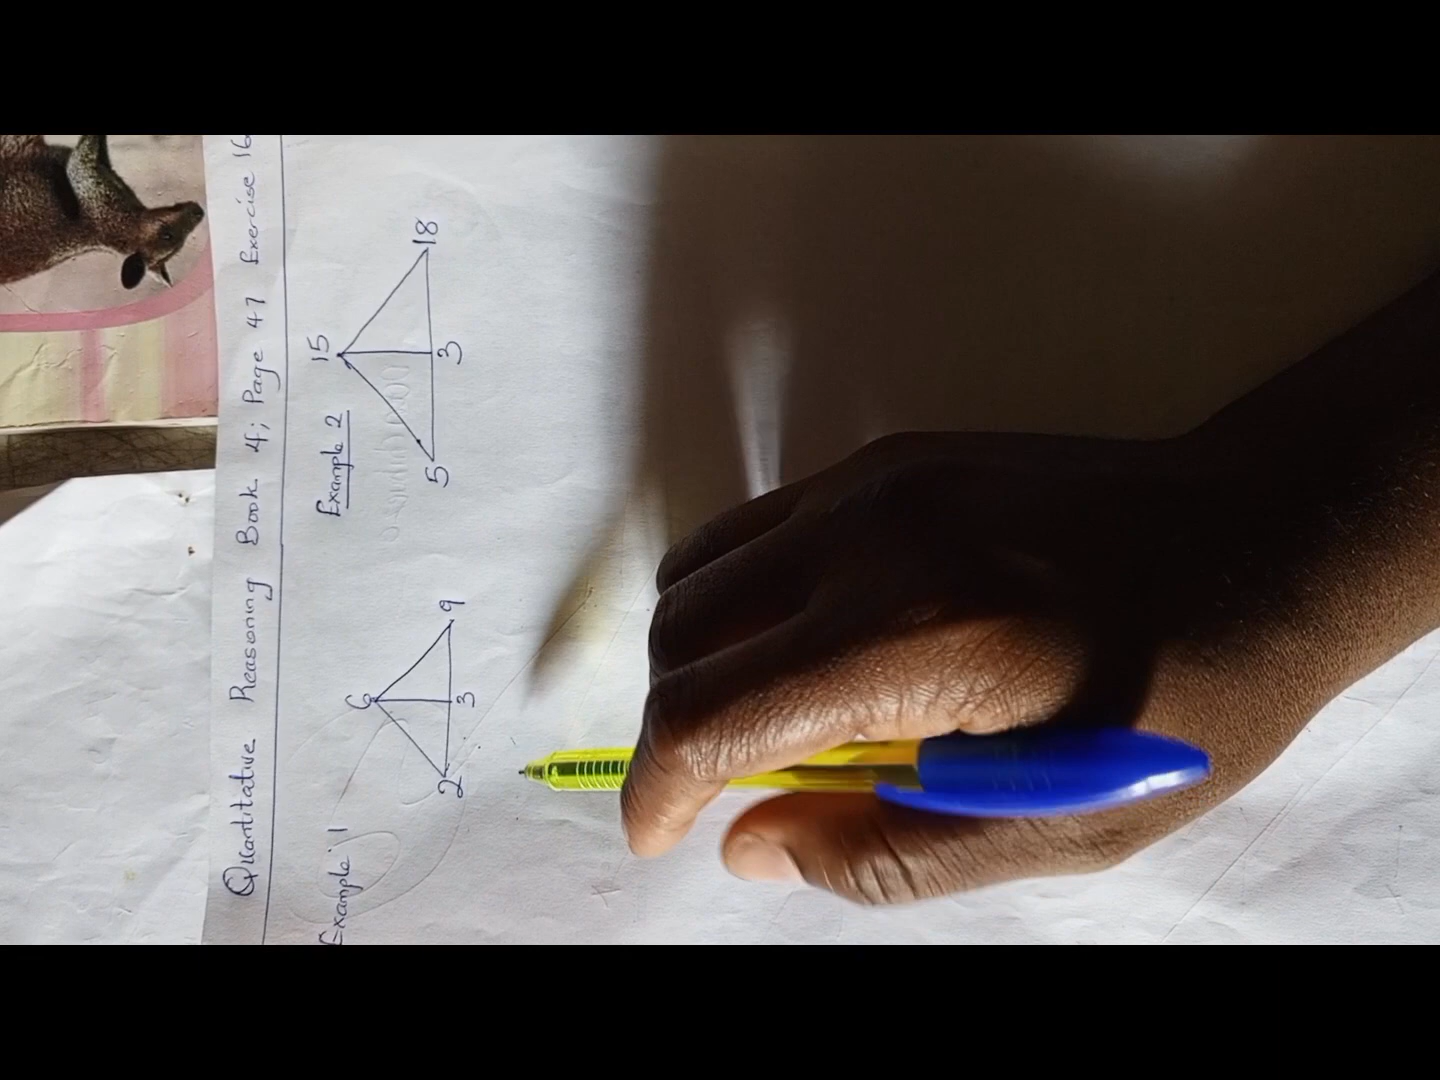 Quantitative Reasoning Book 4; Page 47 Exercise 16
Example 1
6
2 3 9
Example 2
15
5 3 18